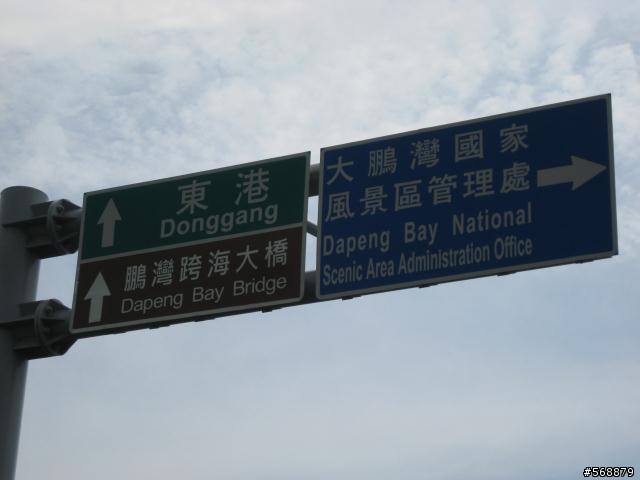 東港
Donggang
鵬灣跨海大橋
Dapeng Bay Bridge
大鵬灣國家
風景區管理處
Dapeng Bay National
Scenic Area Administration Office
#568879